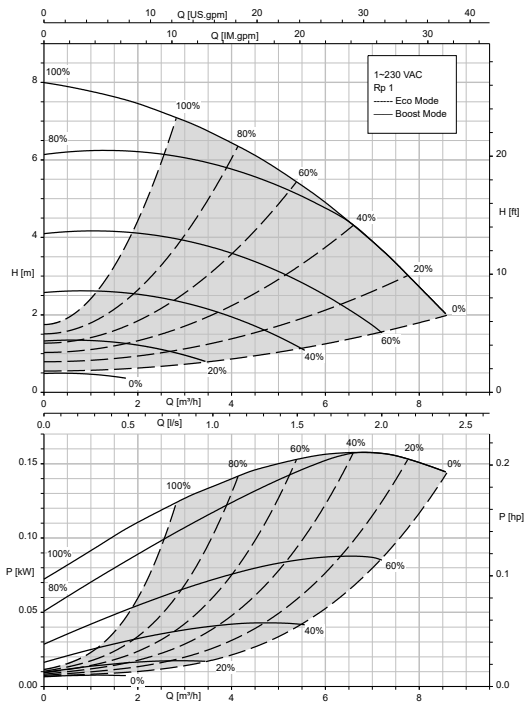 Q [US.gpm]
0 10 20 30 40
Q [IM.gpm]
0 10 20 30
100%
8
1~230 VAC
Rp 1
Eco Mode
Boost Mode
100%
80%
80%
6
20
60%
40%
H [ft]
4
20%
10
H [m]
2
0%
60%
40%
20%
0%
0
0
0 2 4 6 8
Q [m³/h]
0.0 0.5 1.0 1.5 2.0 2.5
Q [l/s]
40%
60%
20%
0%
80%
0.15
0.2
100%
P [hp]
0.10
100%
P [kW]
80%
0.1
60%
0.05
40%
20%
0%
0.00
0.0
0 2 4 6 8
Q [m³/h]